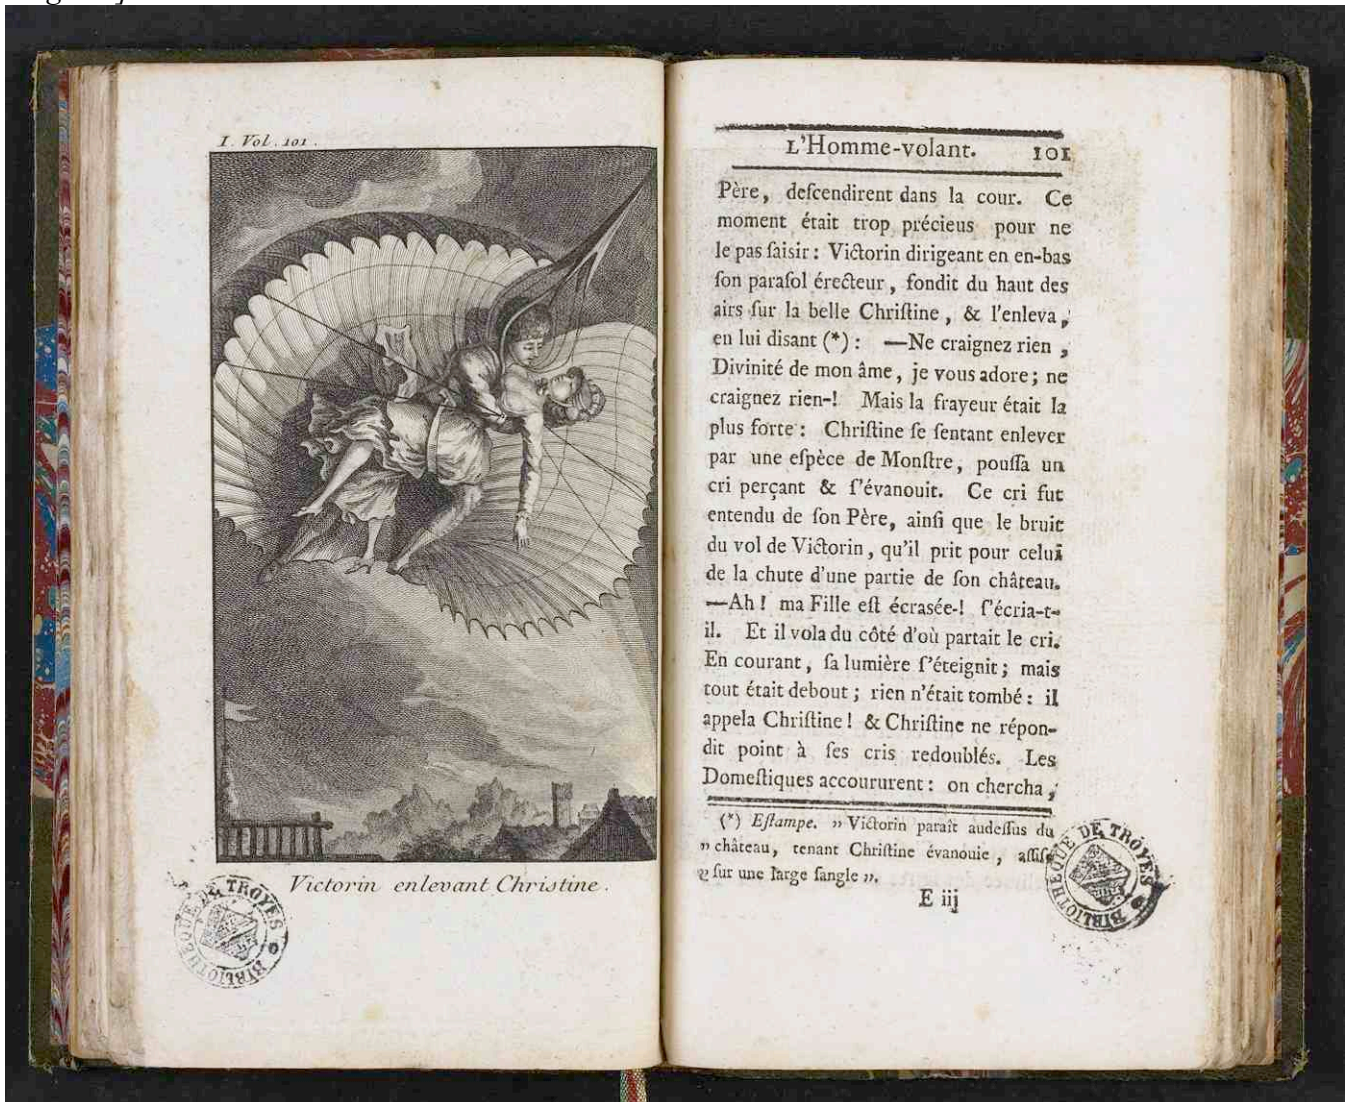 I. Vol. 101.
Victorin enlevant Christine.
BIBLIOTHEQUE DE TROYES
L'Homme-volant. 101
Père, deſcendirent dans la cour. Ce
moment était trop précieus pour ne
le pas ſaisir : Victorin dirigeant en en-bas
ſon paraſol érecteur, fondit du haut des
airs ſur la belle Chriſtine, & l'enleva,
en lui disant (*) : —Ne craignez rien,
Divinité de mon âme, je vous adore; ne
craignez rien-! Mais la frayeur était la
plus forte : Chriſtine ſe ſentant enlever
par une eſpèce de Monſtre, pouſſa un
cri perçant & ſ'évanouit. Ce cri fut
entendu de ſon Père, ainſi que le bruit
du vol de Victorin, qu'il prit pour celui
de la chute d'une partie de ſon château.
—Ah ! ma Fille eſt écrasée-! ſ'écria-t-
il. Et il vola du côté d'où partait le cri.
En courant, ſa lumière ſ'éteignit; mais
tout était debout; rien n'était tombé : il
appela Chriſtine ! & Chriſtine ne répon-
dit point à ſes cris redoublés. Les
Domeſtiques accoururent : on chercha,
(*) Eſtampe. » Victorin paraît audeſſus du
» château, tenant Chriſtine évanouie, aſſiſe
» ſur une large ſangle ».
E iij
BIBLIOTHEQUE DE TROYES